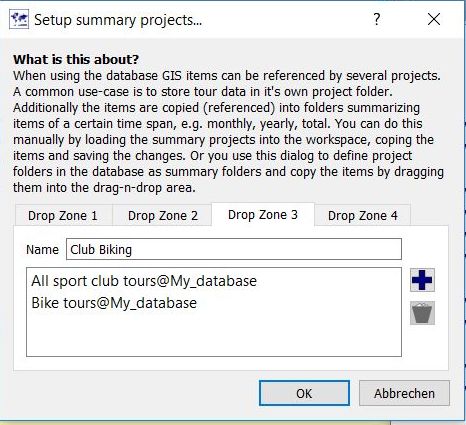 Setup summary projects...
?
What is this about?
When using the database GIS items can be referenced by several projects.
A common use-case is to store tour data in it's own project folder.
Additionally the items are copied (referenced) into folders summarizing
items of a certain time span, e.g. monthly, yearly, total. You can do this
manually by loading the summary projects into the workspace, coping the
items and saving the changes. Or you use this dialog to define project
folders in the database as summary folders and copy the items by dragging
them into the drag-n-drop area.
Drop Zone 1 Drop Zone 2 Drop Zone 3 Drop Zone 4
Name Club Biking
All sport club tours@My_database
Bike tours@My_database
OK Abbrechen